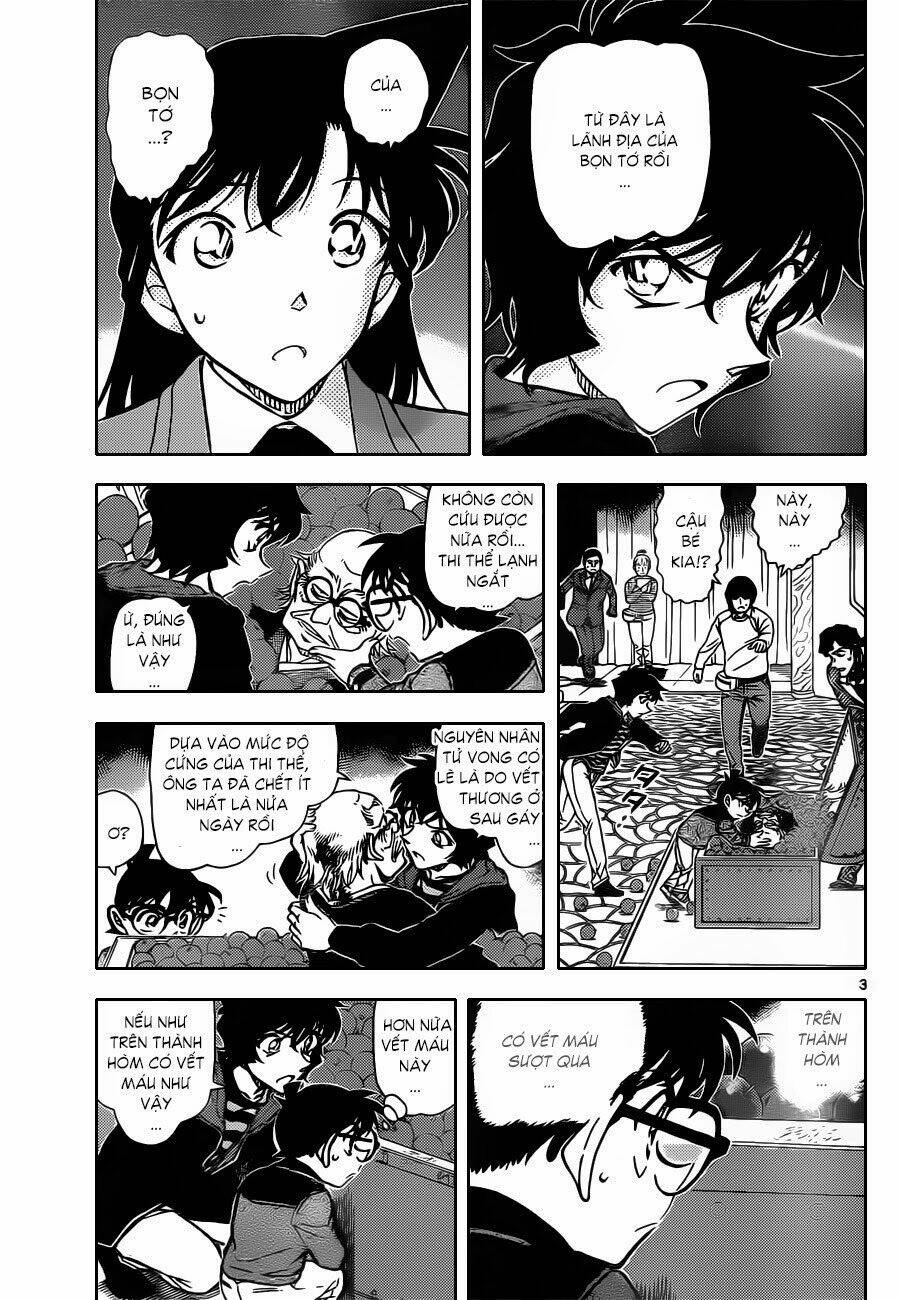 TỪ ĐÂY LÀ
LÃNH ĐỊA CỦA
BỌN TỚ RỒI
...
CỦA
...
BỌN
TỚ
...?
NÀY,
NÀY
...
CẬU
BÉ
KIA!?
KHÔNG CÒN
CỨU ĐƯỢC
NỮA RỒI...
THI THỂ LẠNH
NGẮT
...
Ừ, ĐÚNG
LÀ NHƯ
VẬY
...
NGUYÊN NHÂN
TỬ VONG CÓ
LẼ LÀ DO VẾT
THƯƠNG Ở
SAU GÁY
...
DỰA VÀO MỨC ĐỘ
CỨNG CỦA THI THỂ,
ÔNG TA ĐÃ CHẾT ÍT
NHẤT LÀ NỬA
NGÀY RỒI
...
Ơ?
3
TRÊN
THÀNH
HÒM
...
CÓ VẾT MÁU
SƯỢT QUA
...
HƠN NỮA
VẾT MÁU
NÀY
...
NẾU NHƯ
TRÊN THÀNH
HÒM CÓ VẾT
MÁU NHƯ
VẬY
...